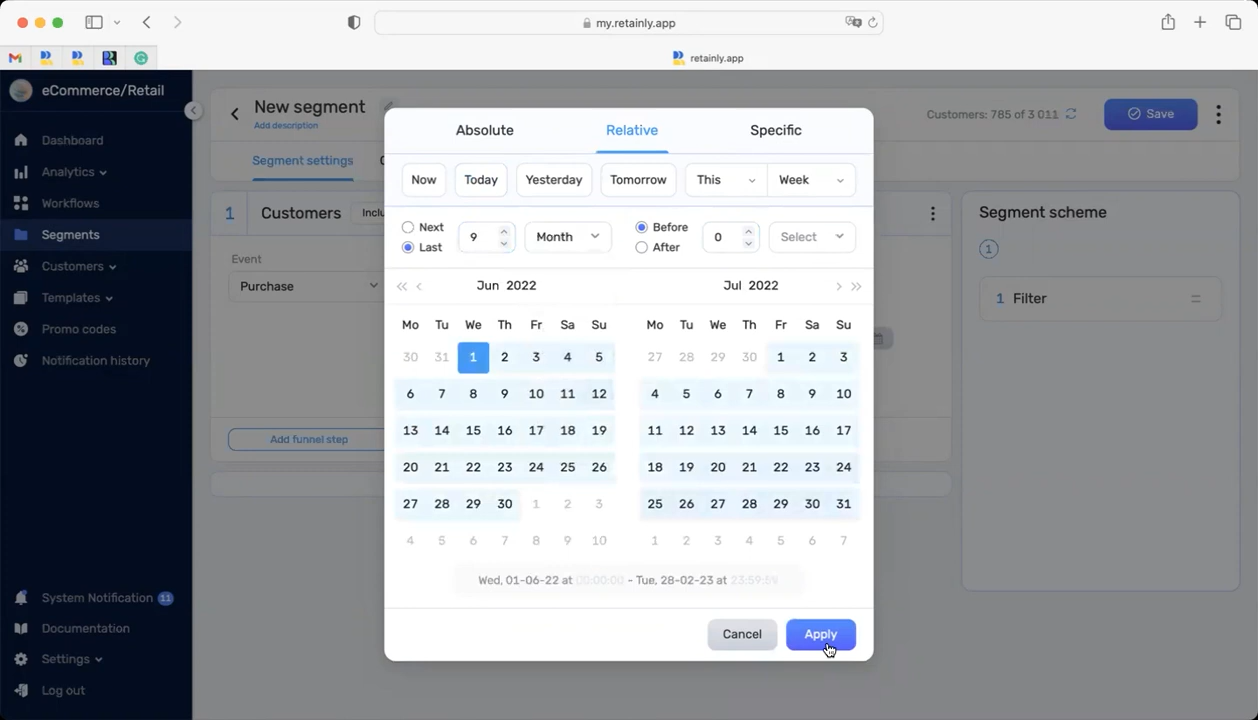 my.retainly.app
retainly.app
eCommerce/Retail
Dashboard
Analytics
Workflows
Segments
Customers
Templates
Promo codes
Notification history
System Notification 11
Documentation
Settings
Log out
New segment
Add description
Customers: 785 of 3 011
Save
Segment settings
1 Customers
Event
Purchase
Add funnel step
Segment scheme
1
1 Filter
Absolute Relative Specific
Now Today Yesterday Tomorrow This Week
Next
Last
9 Month
Before
After
0 Select
Jun 2022
Mo Tu We Th Fr Sa Su
30 31 1 2 3 4 5
6 7 8 9 10 11 12
13 14 15 16 17 18 19
20 21 22 23 24 25 26
27 28 29 30 1 2 3
4 5 6 7 8 9 10
Jul 2022
Mo Tu We Th Fr Sa Su
27 28 29 30 1 2 3
4 5 6 7 8 9 10
11 12 13 14 15 16 17
18 19 20 21 22 23 24
25 26 27 28 29 30 31
1 2 3 4 5 6 7
Wed, 01-06-22 at 00:00:00 - Tue, 28-02-23 at 23:59:59
Cancel Apply